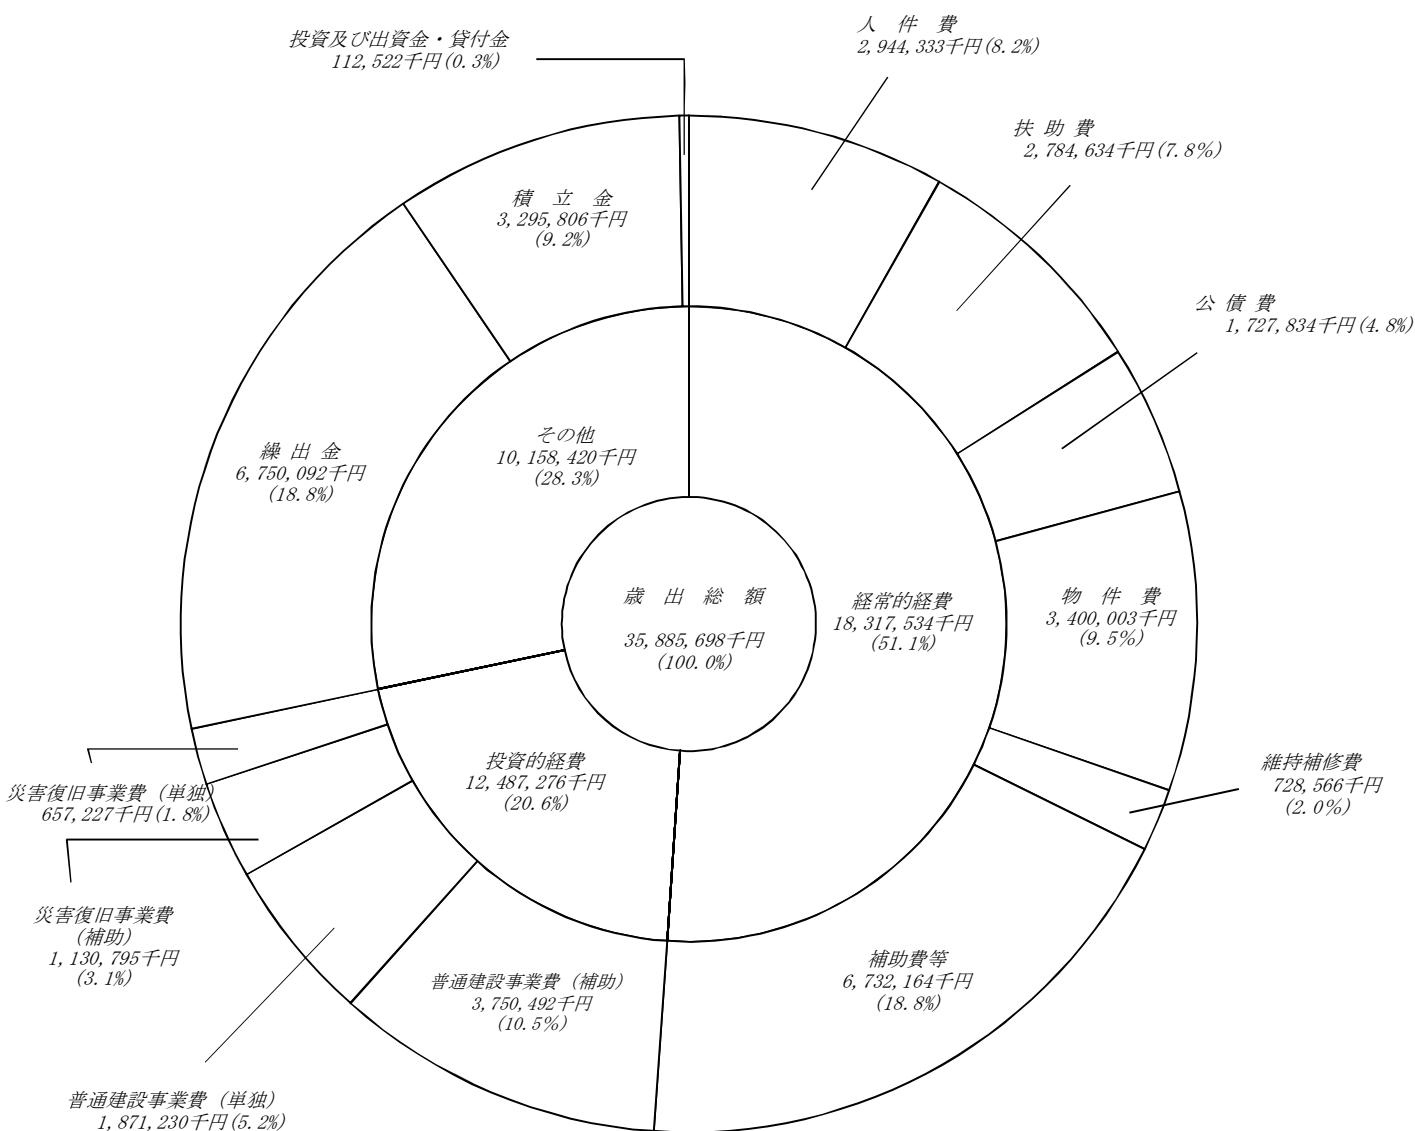 投資及び出資金・貸付金
112,522千円(0.3%)
人 件 費
2,944,333千円(8.2%)
扶 助 費
2,784,634千円(7.8%)
公 債 費
1,727,834千円(4.8%)
積 立 金
3,295,806千円
(9.2%)
繰 出 金
6,750,092千円
(18.8%)
その他
10,158,420千円
(28.3%)
歳 出 総 額
35,885,698千円
(100.0%)
経常的経費
18,317,534千円
(51.1%)
物 件 費
3,400,003千円
(9.5%)
投資的経費
12,487,276千円
(20.6%)
維持補修費
728,566千円
(2.0%)
災害復旧事業費(単独)
657,227千円(1.8%)
災害復旧事業費
(補助)
1,130,795千円
(3.1%)
補助費等
6,732,164千円
(18.8%)
普通建設事業費(補助)
3,750,492千円
(10.5%)
普通建設事業費(単独)
1,871,230千円(5.2%)